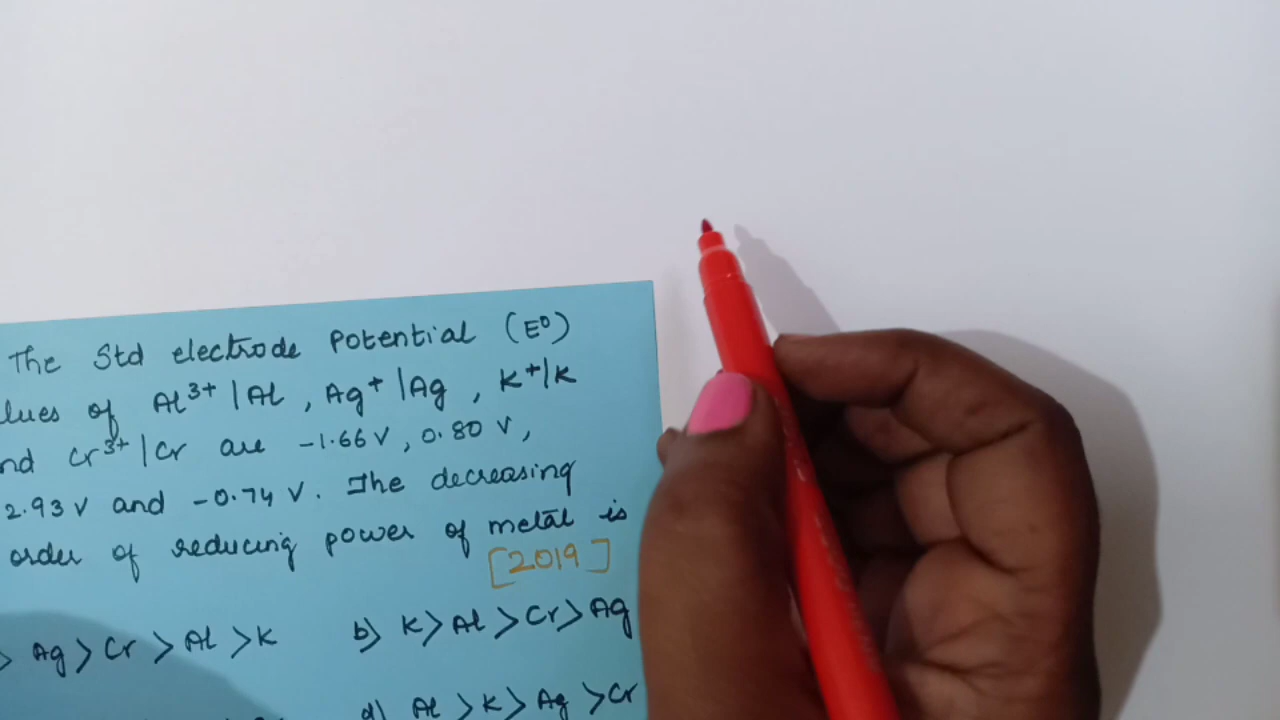 The Std electrode potential (E⁰)
lues of Al³⁺|Al, Ag⁺|Ag, K⁺|K
nd Cr³⁺|Cr are -1.66 V, 0.80 V,
2.93 V and -0.74 V. The decreasing
order of reducing power of metal is
[2019]
> Ag > Cr > Al > K b) K > Al > Cr > Ag
d) Al > K > Ag > Cr